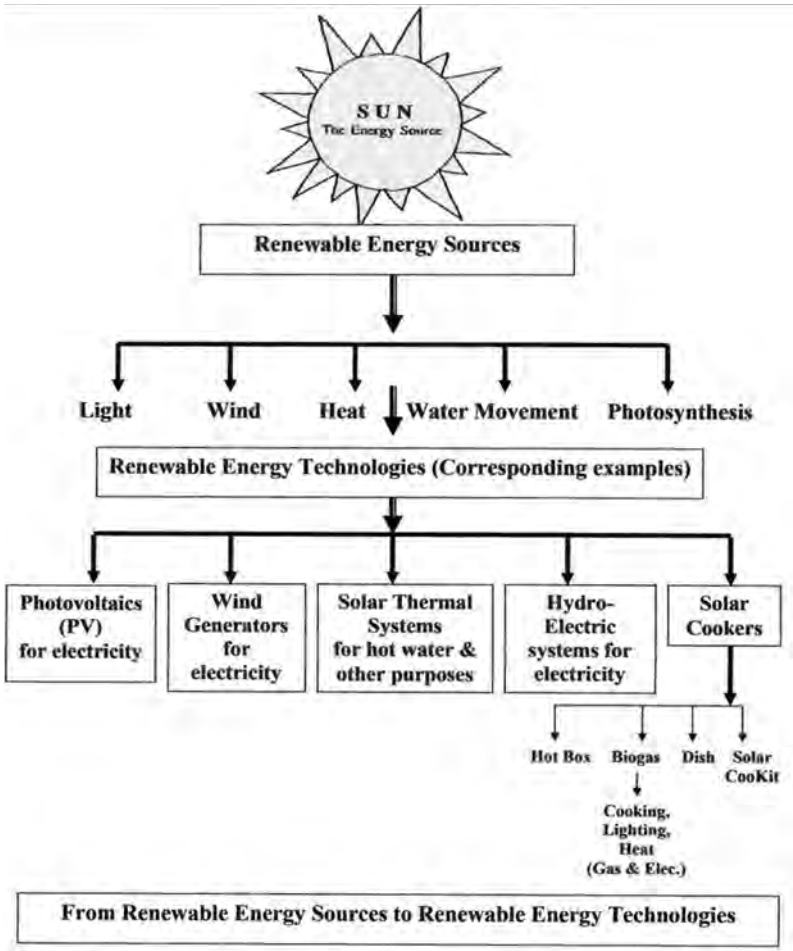 S U N
The Energy Source
Renewable Energy Sources
Light Wind Heat Water Movement Photosynthesis
Renewable Energy Technologies (Corresponding examples)
Photovoltaics
(PV)
for electricity
Wind
Generators
for
electricity
Solar Thermal
Systems
for hot water &
other purposes
Hydro-
Electric
systems for
electricity
Solar
Cookers
Hot Box
Biogas
Dish
Solar
CooKit
Cooking,
Lighting,
Heat
(Gas & Elec.)
From Renewable Energy Sources to Renewable Energy Technologies